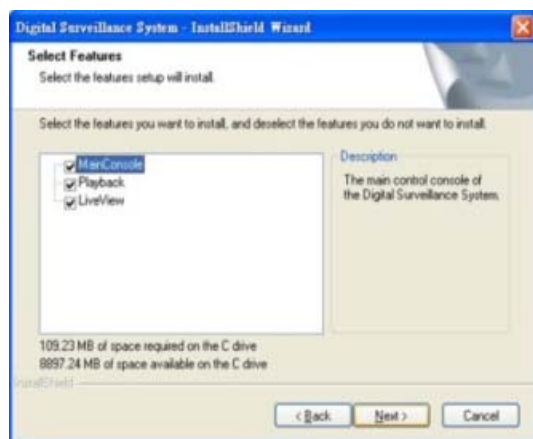 Digital Surveillance System - InstallShield Wizard
Select Features
Select the features setup will install.
Select the features you want to install, and deselect the features you do not want to install.
MainConsole
Playback
LiveView
Description
The main control console of
the Digital Surveillance System.
109.23 MB of space required on the C drive
8897.24 MB of space available on the C drive
InstallShield
< Back
Next >
Cancel